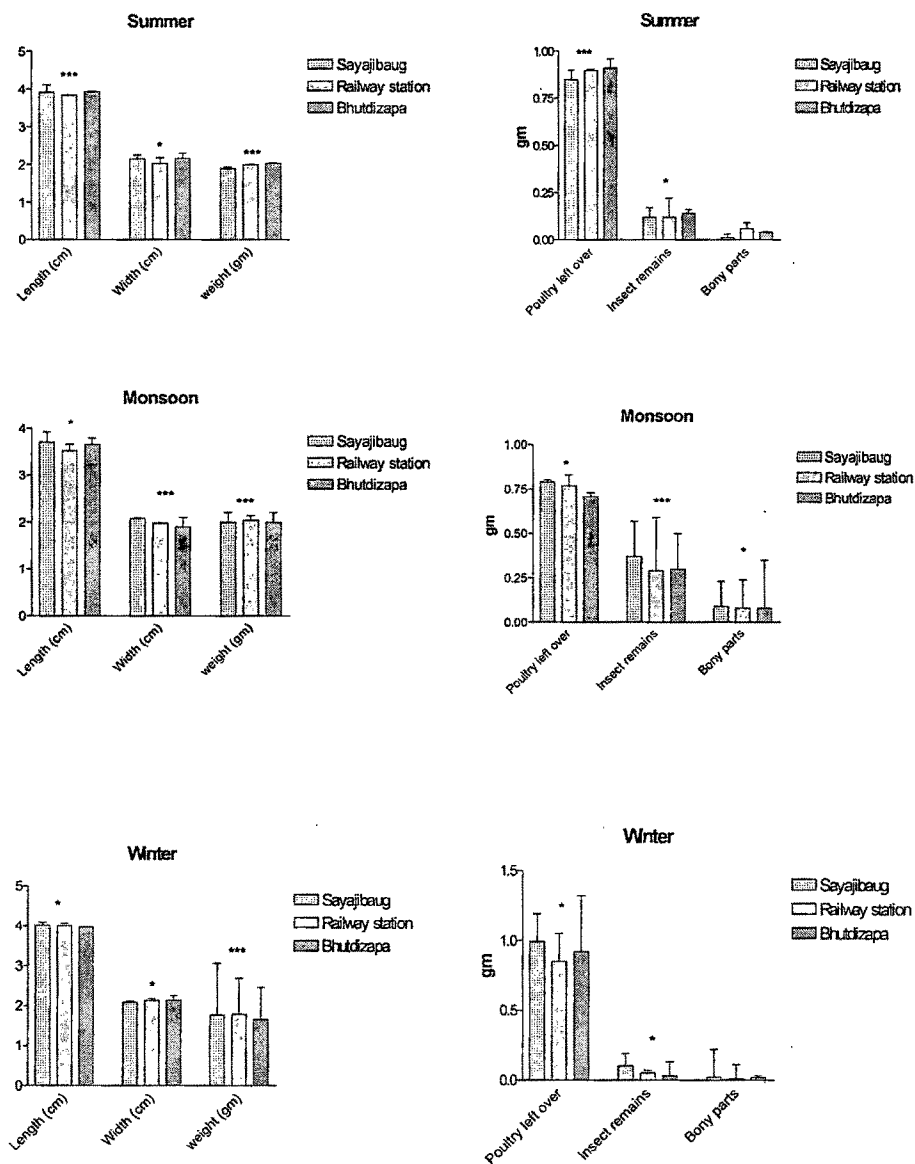 Summer
5
4
3
2
1
0
***
*
***
Length (cm)
Width (cm)
weight (gm)
Sayajibaug
Railway station
Bhutdizapa
Summer
gm
1.00
0.75
0.50
0.25
0.00
***
*
Poultry left over
Insect remains
Bony parts
Sayajibaug
Railway station
Bhutdizapa
Monsoon
4
3
2
1
0
*
***
***
Length (cm)
Width (cm)
weight (gm)
Sayajibaug
Railway station
Bhutdizapa
Monsoon
gm
1.00
0.75
0.50
0.25
0.00
*
***
*
Poultry left over
Insect remains
Bony parts
Sayajibaug
Railway station
Bhutdizapa
Winter
5
4
3
2
1
0
*
*
***
Length (cm)
Width (cm)
weight (gm)
Sayajibaug
Railway station
Bhutdizapa
Winter
gm
1.5
1.0
0.5
0.0
*
*
Poultry left over
Insect remains
Bony parts
Sayajibaug
Railway station
Bhutdizapa